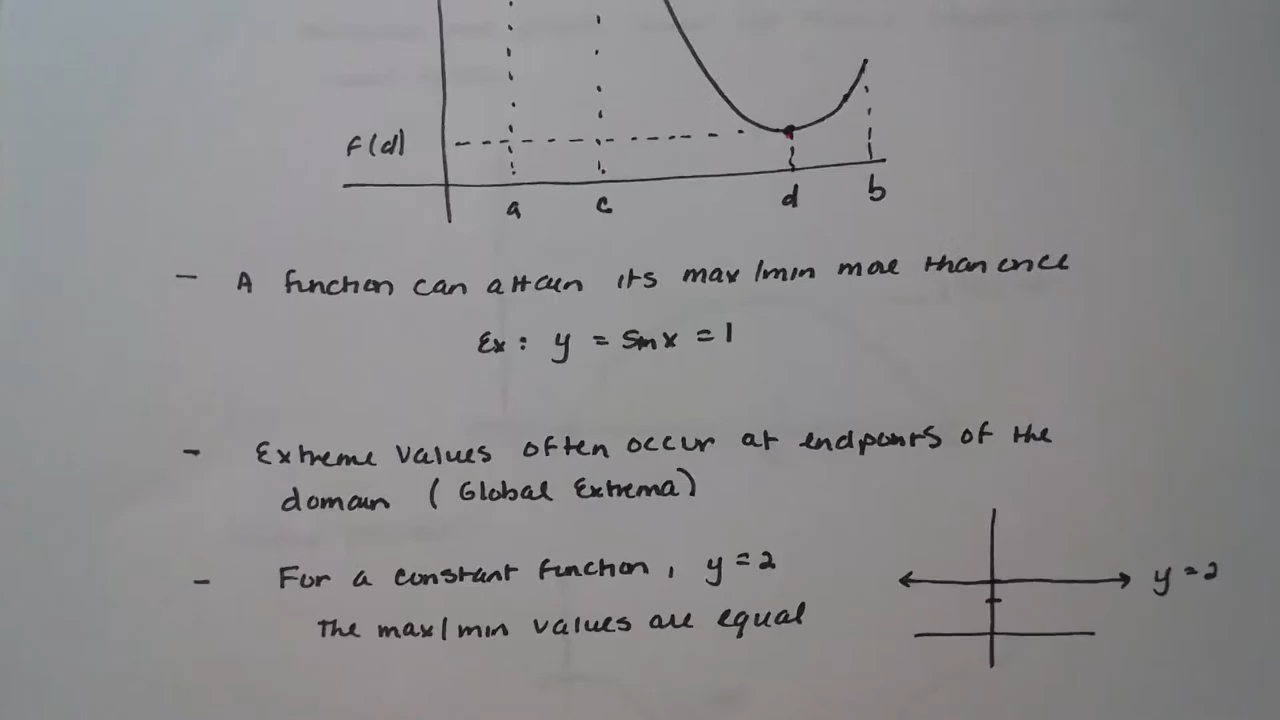 f(d)
a c d b
- A function can attain its max/min more than once
Ex: y = sin x = 1
- Extreme values often occur at endpoints of the
domain (Global Extrema)
- For a constant function, y = 2
The max/min values are equal
y = 2